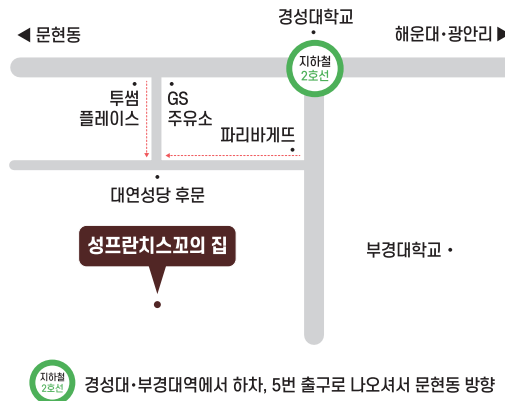 경성대학교
◀ 문현동
해운대·광안리 ▶
지하철
2호선
투썸
플레이스
GS
주유소
파리바게뜨
대연성당 후문
성프란치스꼬의 집
부경대학교
지하철
2호선
경성대·부경대역에서 하차, 5번 출구로 나오셔서 문현동 방향